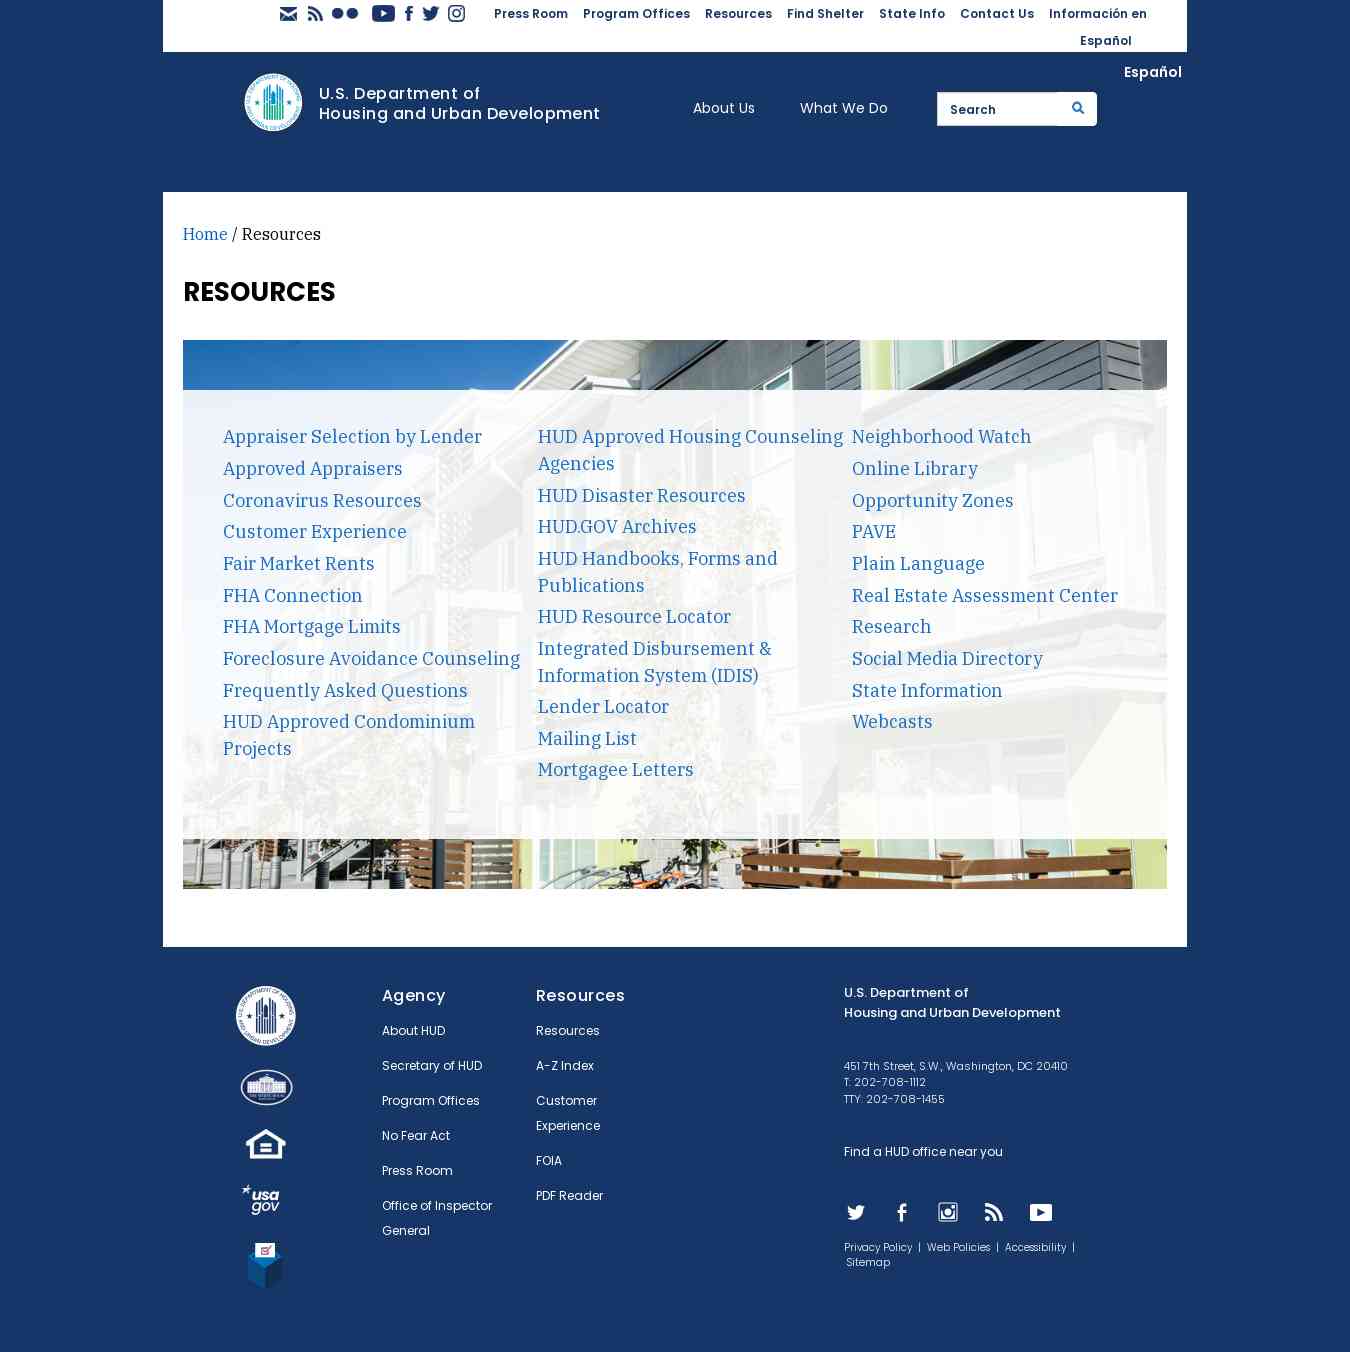 Press Room Program Offices Resources Find Shelter State Info Contact Us Información en
Español
Español
U.S. Department of
Housing and Urban Development
About Us What We Do
Search
Home / Resources
RESOURCES
Appraiser Selection by Lender
Approved Appraisers
Coronavirus Resources
Customer Experience
Fair Market Rents
FHA Connection
FHA Mortgage Limits
Foreclosure Avoidance Counseling
Frequently Asked Questions
HUD Approved Condominium
Projects
HUD Approved Housing Counseling
Agencies
HUD Disaster Resources
HUD.GOV Archives
HUD Handbooks, Forms and
Publications
HUD Resource Locator
Integrated Disbursement &
Information System (IDIS)
Lender Locator
Mailing List
Mortgagee Letters
Neighborhood Watch
Online Library
Opportunity Zones
PAVE
Plain Language
Real Estate Assessment Center
Research
Social Media Directory
State Information
Webcasts
usa
gov
Agency
About HUD
Secretary of HUD
Program Offices
No Fear Act
Press Room
Office of Inspector
General
Resources
Resources
A-Z Index
Customer
Experience
FOIA
PDF Reader
U.S. Department of
Housing and Urban Development
451 7th Street, S.W., Washington, DC 20410
T: 202-708-1112
TTY: 202-708-1455
Find a HUD office near you
Privacy Policy | Web Policies | Accessibility |
Sitemap